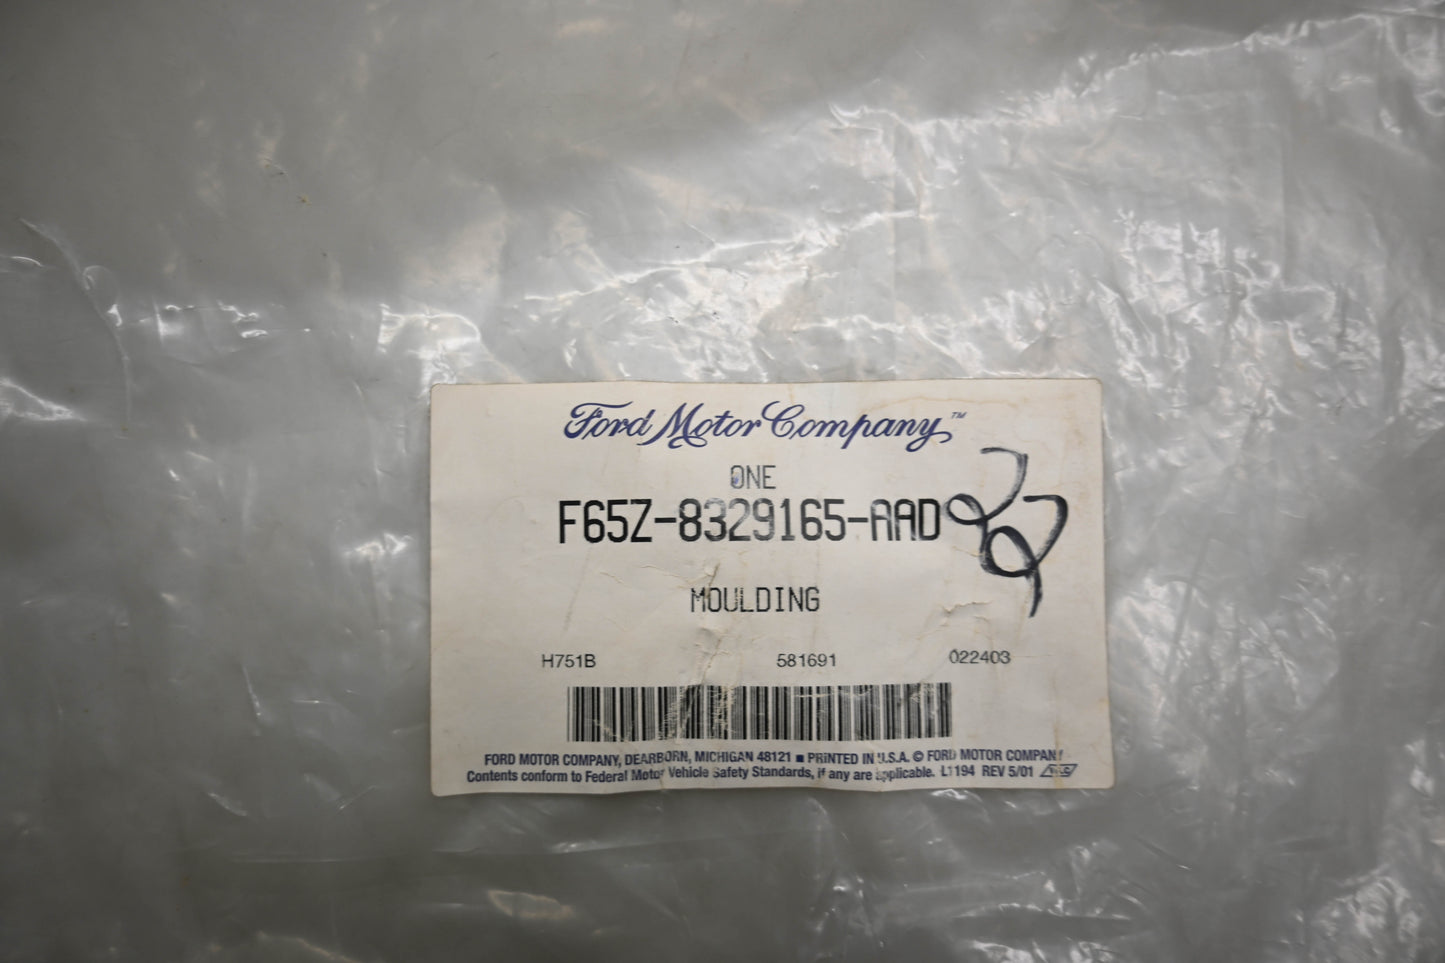 Ford Motor Company™
ONE
F65Z-8329165-AAD
22
MOULDING
H751B 581691 022403
FORD MOTOR COMPANY, DEARBORN, MICHIGAN 48121 ■ PRINTED IN U.S.A. © FORD MOTOR COMPANY
Contents conform to Federal Motor Vehicle Safety Standards, if any are applicable. L1194 REV 5/01